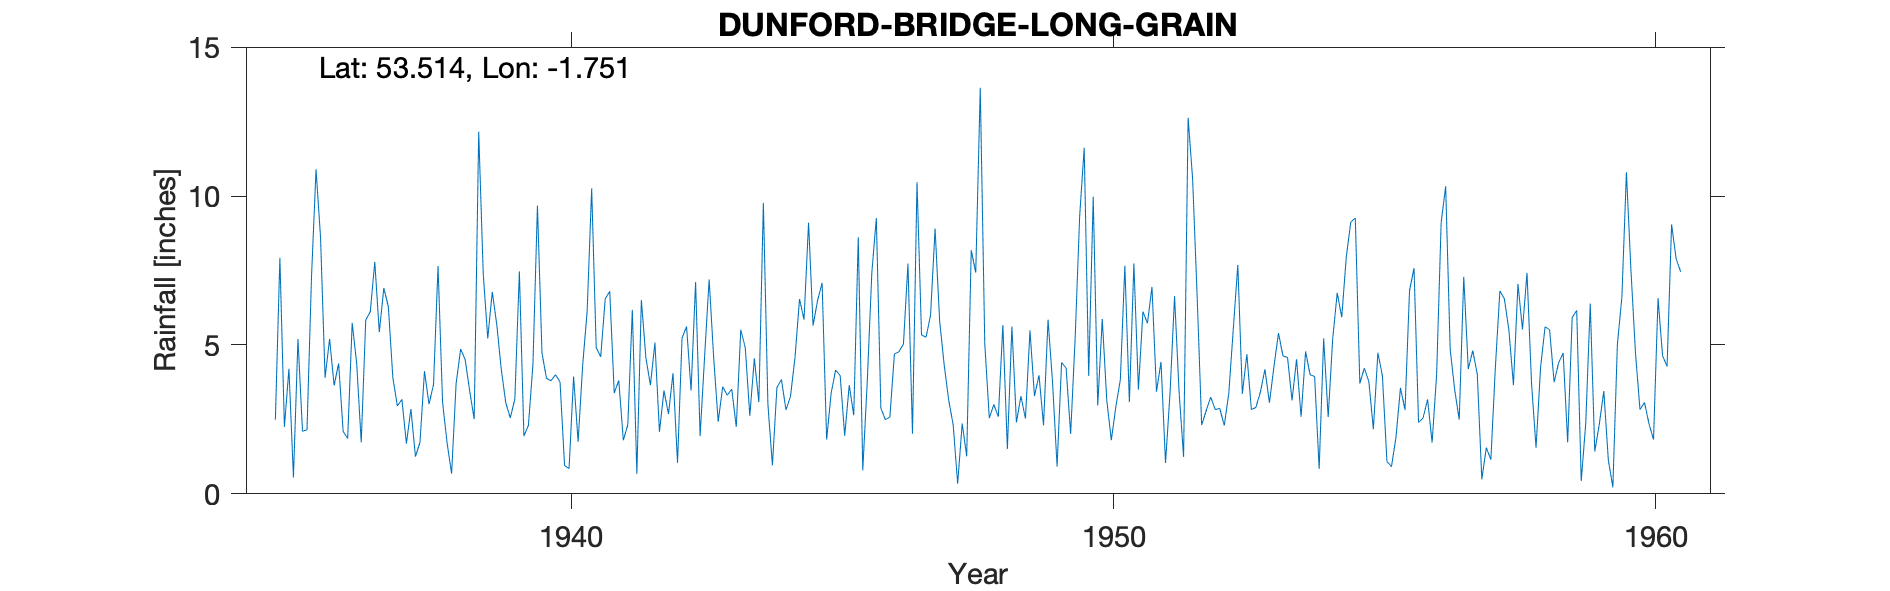 DUNFORD-BRIDGE-LONG-GRAIN
Lat: 53.514, Lon: -1.751
Rainfall [inches]
15
10
5
0
1940 1950 1960
Year